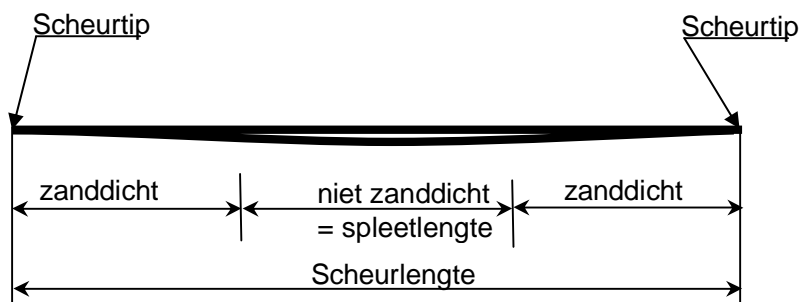 Scheurtip
Scheurtip
zanddicht
niet zanddicht
= spleetlengte
zanddicht
Scheurlengte